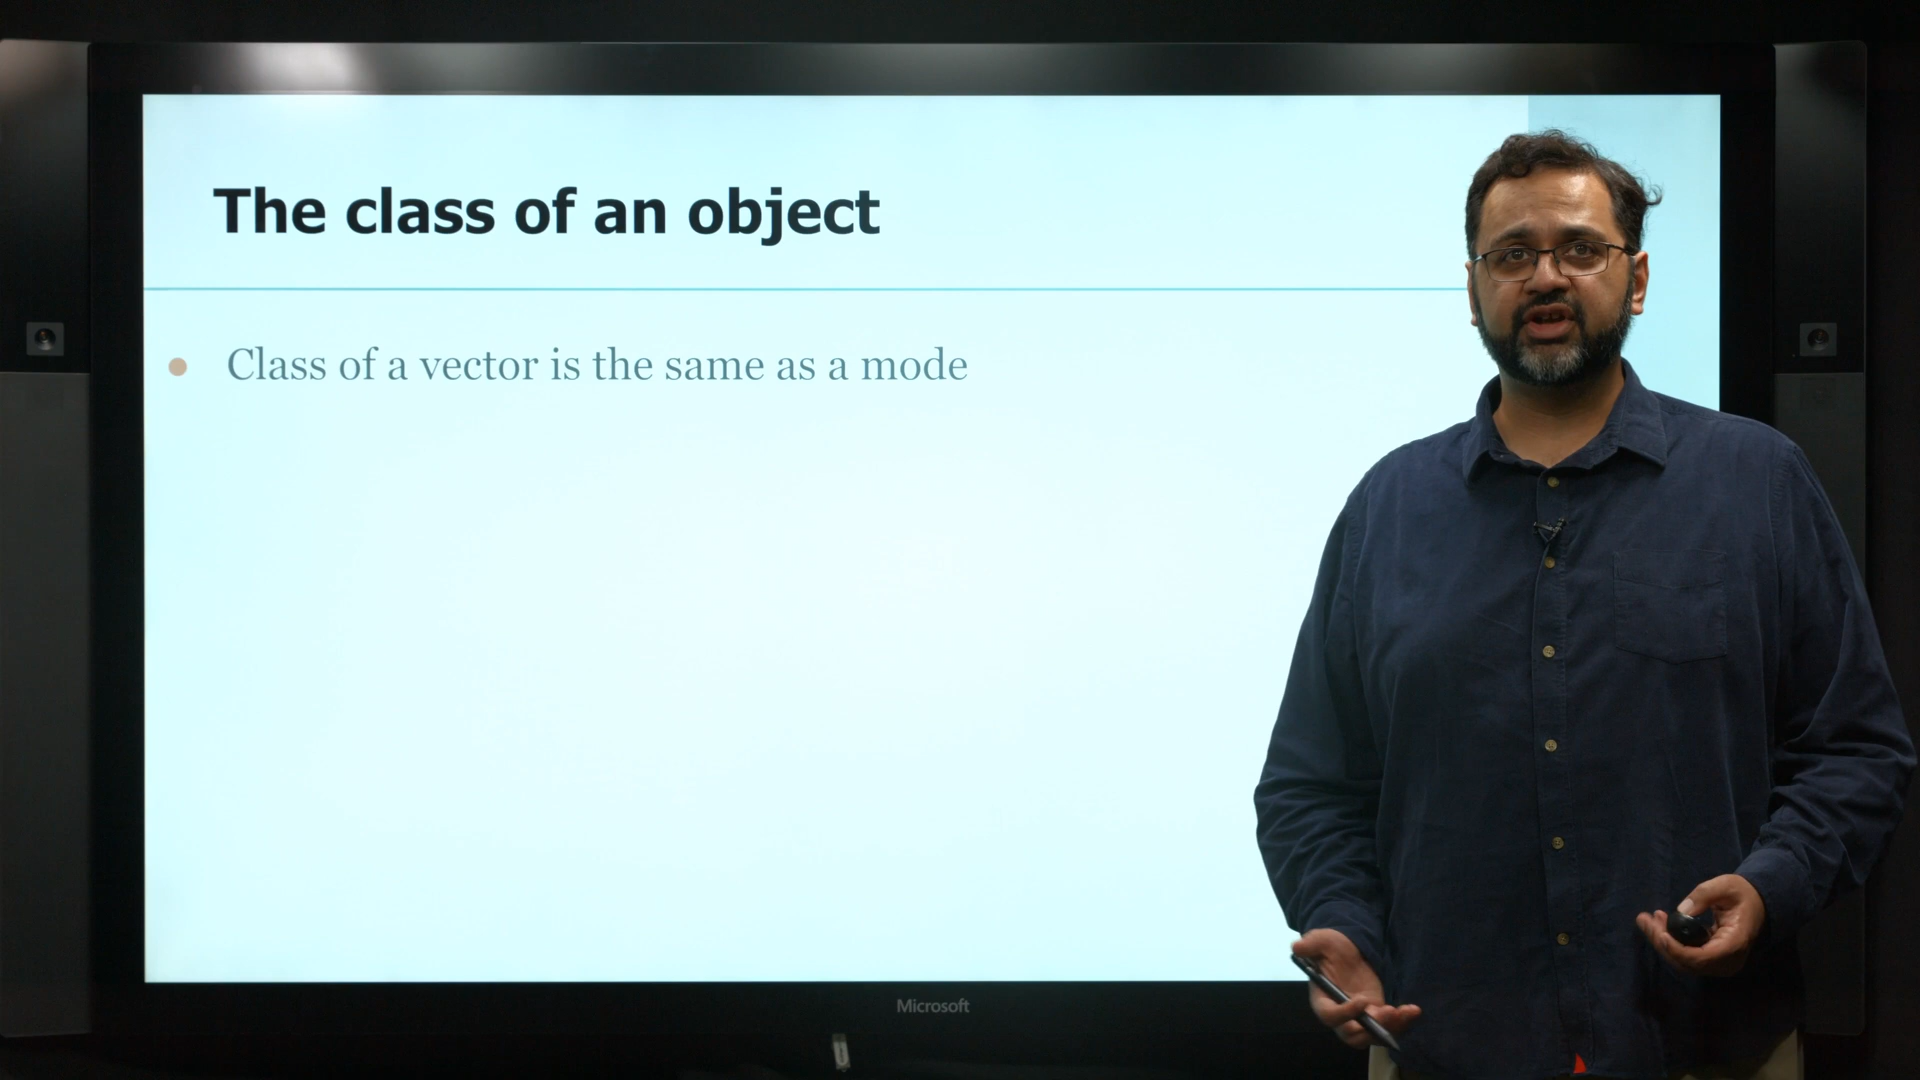 The class of an object
Class of a vector is the same as a mode
Microsoft